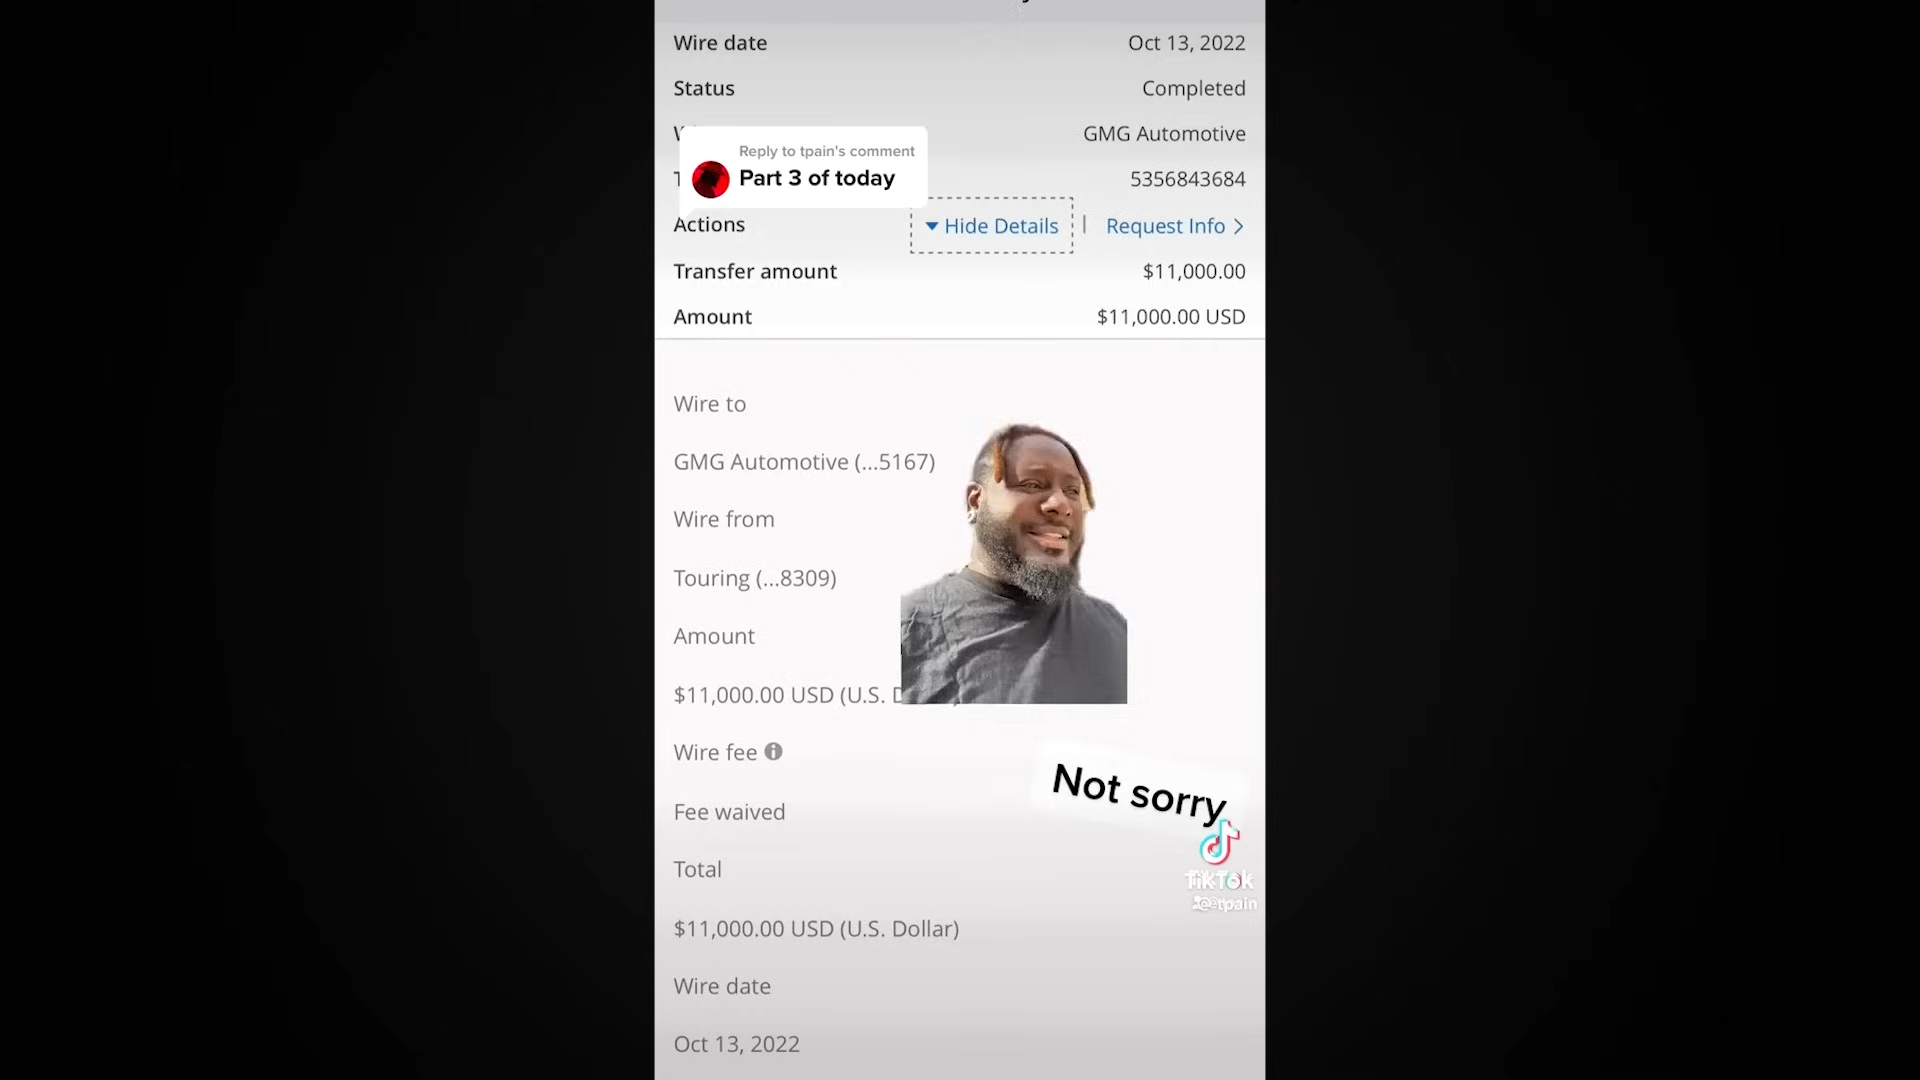 Wire date Oct 13, 2022
Status Completed
GMG Automotive
Reply to tpain's comment
Part 3 of today
5356843684
Actions Hide Details | Request Info >
Transfer amount $11,000.00
Amount $11,000.00 USD
Wire to
GMG Automotive (...5167)
Wire from
Touring (...8309)
Amount
$11,000.00 USD (U.S.
Wire fee
Not sorry
Fee waived
TikTok
Total
$11,000.00 USD (U.S. Dollar)
Wire date
Oct 13, 2022